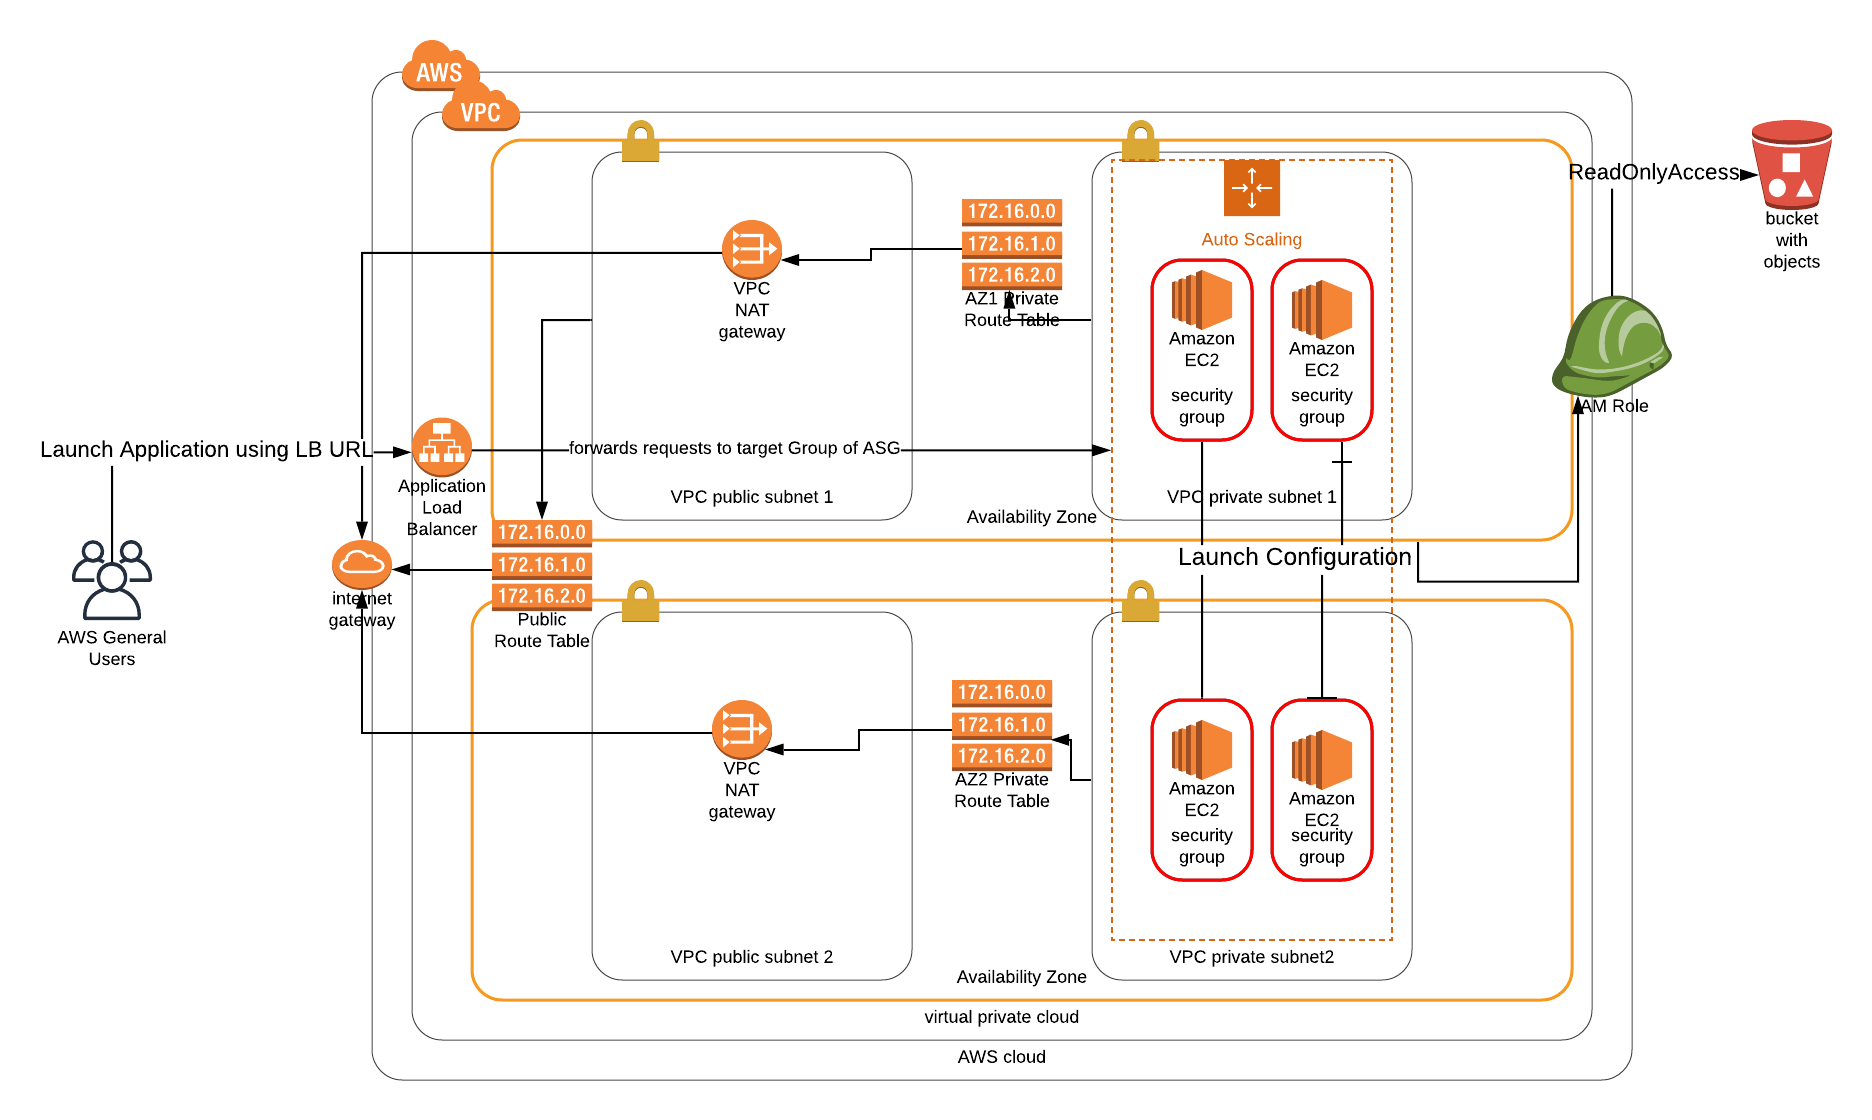 AWS
VPC
172.16.0.0
172.16.1.0
172.16.2.0
AZ1 Private
Route Table
VPC
NAT
gateway
Auto Scaling
Amazon
EC2
security
group
Amazon
EC2
security
group
ReadOnlyAccess
bucket
with
objects
AM Role
Launch Application using LB URL
Application
Load
Balancer
forwards requests to target Group of ASG
VPC public subnet 1
VPC private subnet 1
Availability Zone
172.16.0.0
172.16.1.0
172.16.2.0
Public
Route Table
internet
gateway
AWS General
Users
Launch Configuration
172.16.0.0
172.16.1.0
172.16.2.0
AZ2 Private
Route Table
VPC
NAT
gateway
Amazon
EC2
security
group
Amazon
EC2
security
group
VPC public subnet 2
VPC private subnet2
Availability Zone
virtual private cloud
AWS cloud